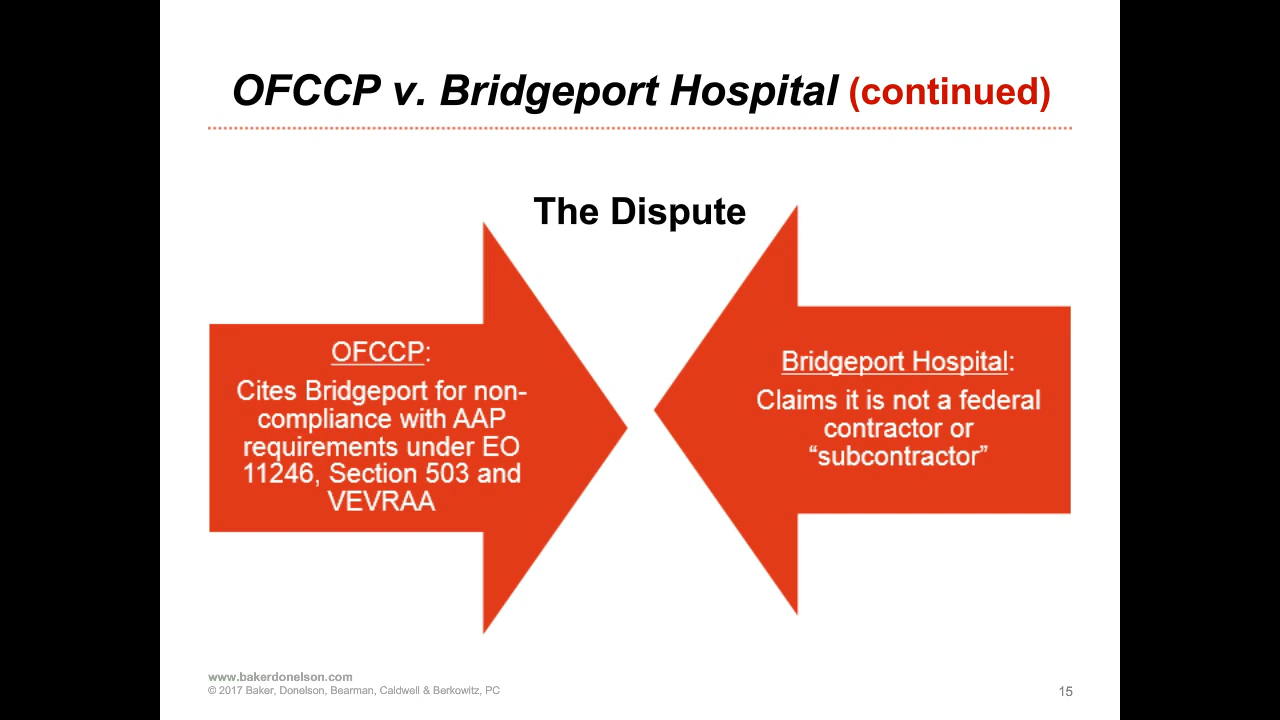 OFCCP v. Bridgeport Hospital (continued)
The Dispute
OFCCP:
Cites Bridgeport for non-
compliance with AAP
requirements under EO
11246, Section 503 and
VEVRAA
Bridgeport Hospital:
Claims it is not a federal
contractor or
“subcontractor”
www.bakerdonelson.com
© 2017 Baker, Donelson, Bearman, Caldwell & Berkowitz, PC
15